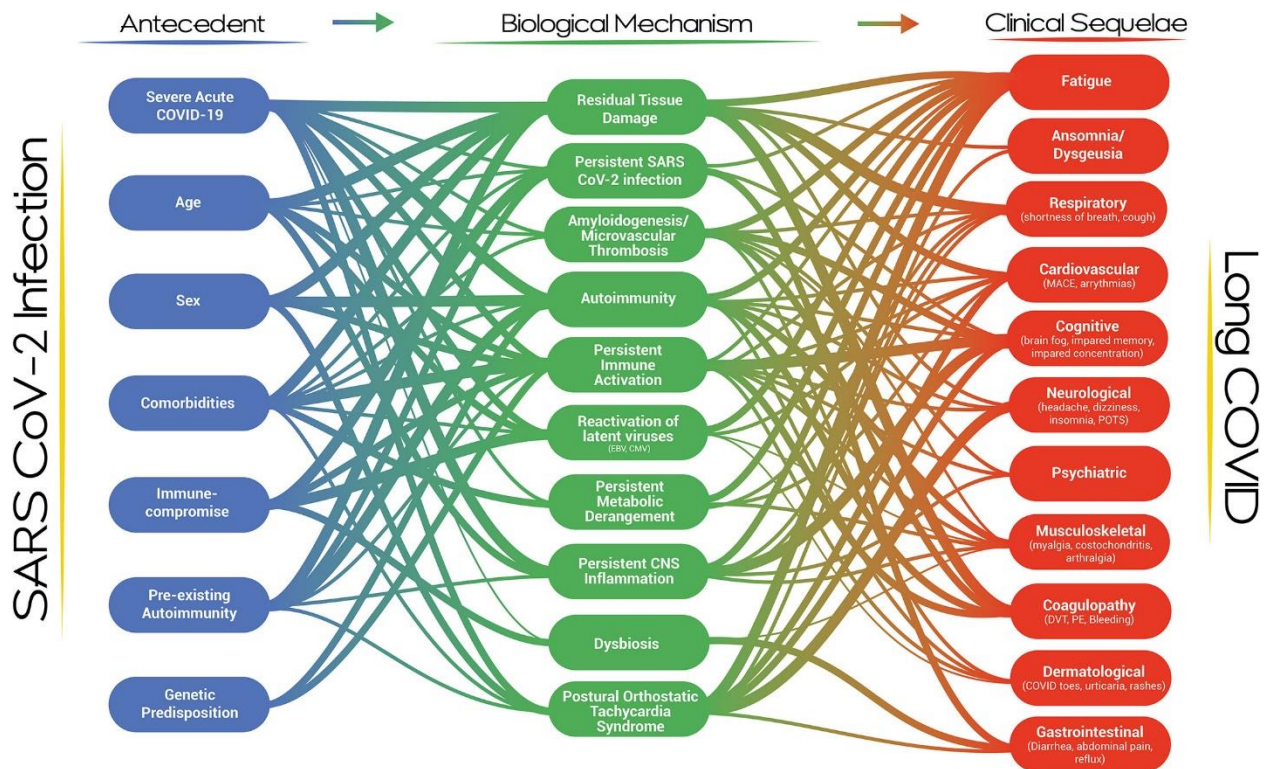 Antecedent
Biological Mechanism
Clinical Sequelae
SARS CoV-2 Infection
Severe Acute
COVID-19
Age
Sex
Comorbidities
Immune-
compromise
Pre-existing
Autoimmunity
Genetic
Predisposition
Residual Tissue
Damage
Persistent SARS
CoV-2 infection
Amyloidogenesis/
Microvascular
Thrombosis
Autoimmunity
Persistent
Immune
Activation
Reactivation of
latent viruses
(EBV, CMV)
Persistent
Metabolic
Derangement
Persistent CNS
Inflammation
Dysbiosis
Postural Orthostatic
Tachycardia
Syndrome
Fatigue
Ansomnia/
Dysgeusia
Respiratory
(shortness of breath, cough)
Cardiovascular
(MACE, arrythmias)
Cognitive
(brain fog, impared memory,
impared concentration)
Neurological
(headache, dizziness,
insomnia, POTS)
Psychiatric
Musculoskeletal
(myalgia, costochondritis,
arthralgia)
Coagulopathy
(DVT, PE, Bleeding)
Dermatological
(COVID toes, urticaria, rashes)
Gastrointestinal
(Diarrhea, abdominal pain,
reflux)
Long COVID